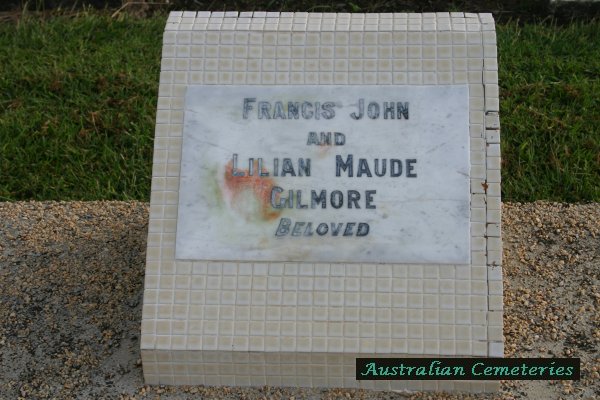 Francis John
and
Lilian Maude
Gilmore
Beloved
Australian Cemeteries